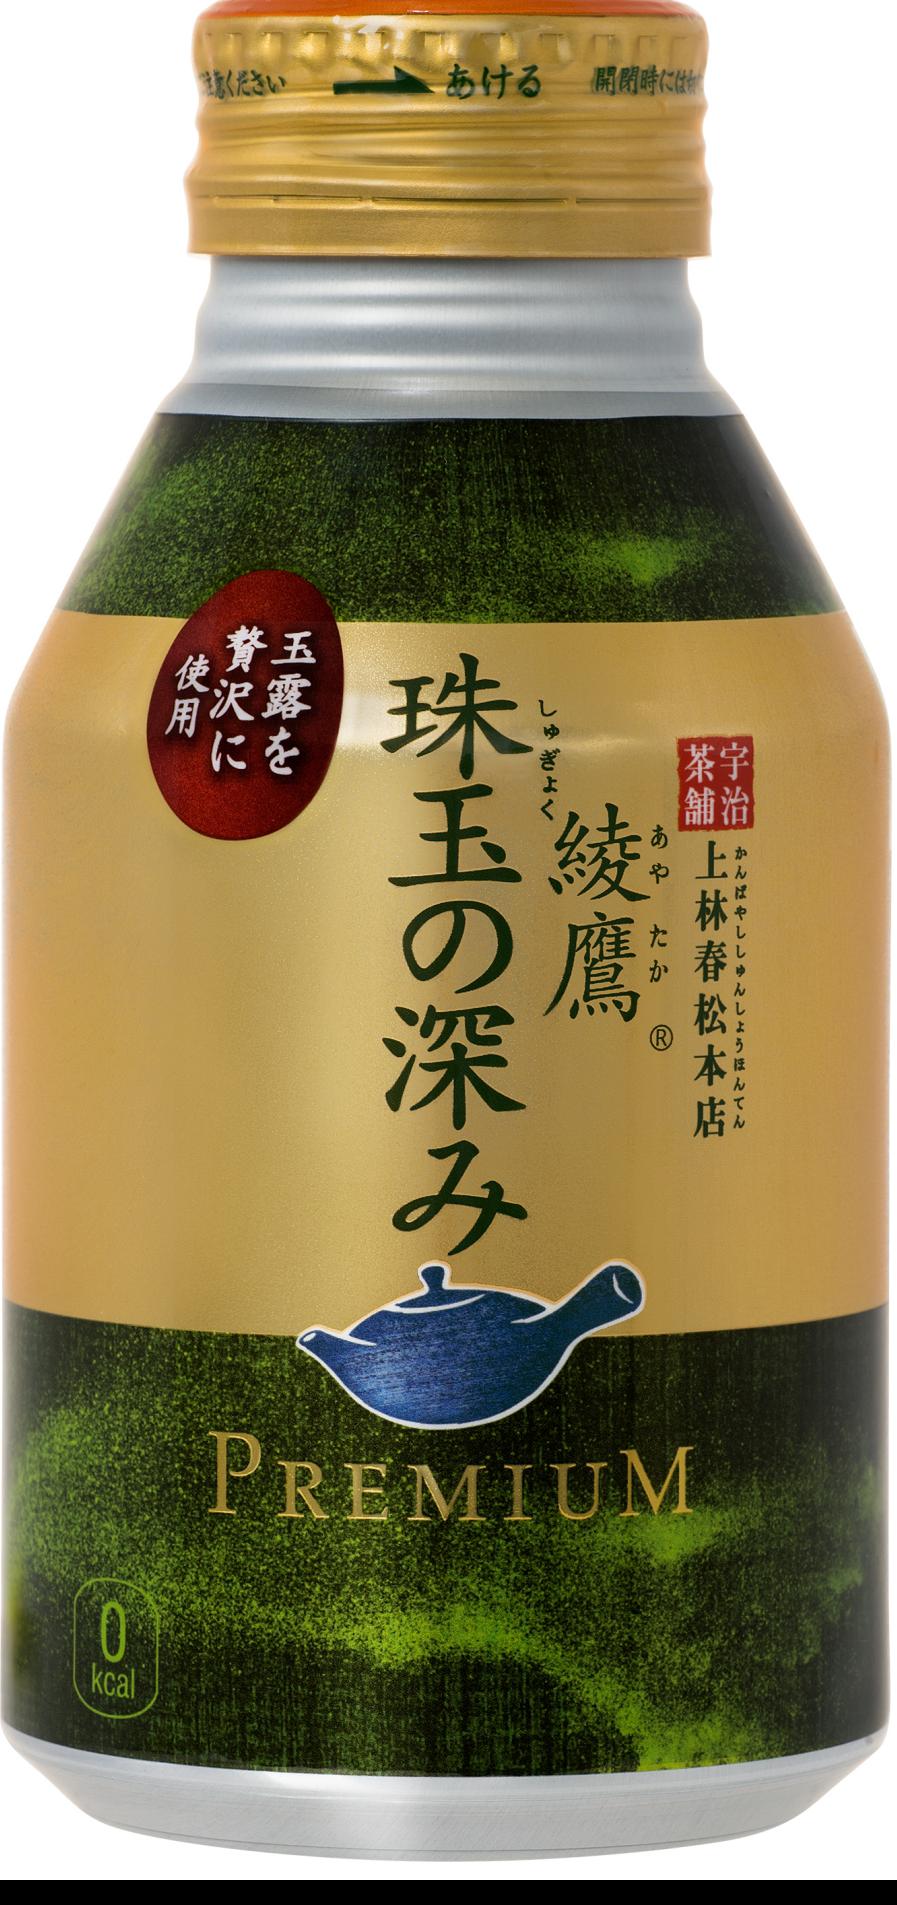 注意ください
あける
開閉時には
宇治
茶舗
かんばやししゅんしょうほんてん
上林春松本店
あやたか
綾鷹®
しゅぎょく
珠玉の深み
玉露を
贅沢に
使用
PREMIUM
0
kcal